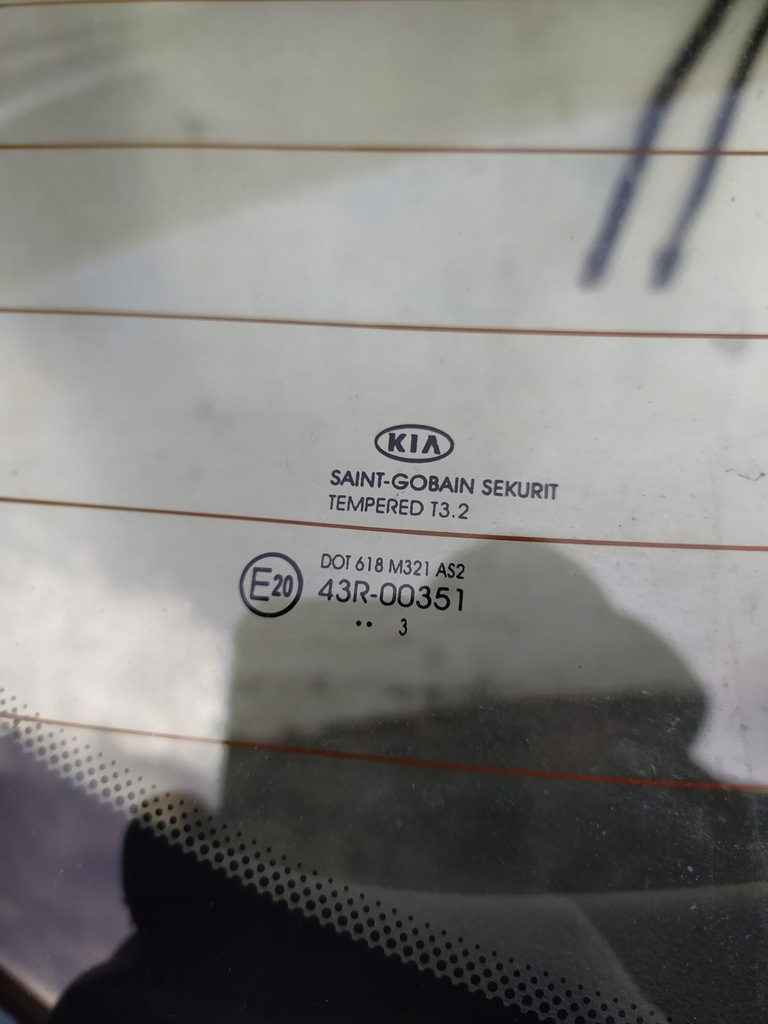 KIA
SAINT-GOBAIN SEKURIT
TEMPERED T3.2
DOT 618 M321 AS2
E20 43R-00351
•• 3